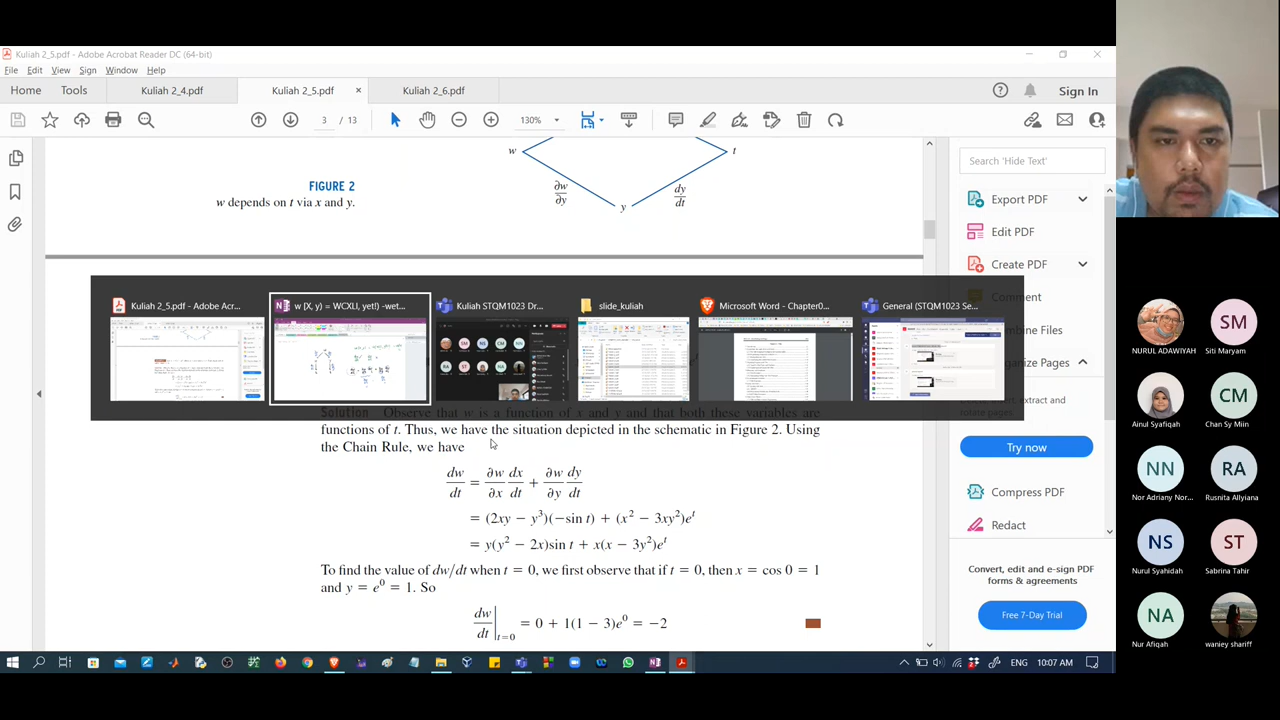 Kuliah 2_5.pdf - Adobe Acrobat Reader DC (64-bit)
File Edit View Sign Window Help
Home Tools Kuliah 2_4.pdf Kuliah 2_5.pdf × Kuliah 2_6.pdf Sign In
3 / 13 130%
w t
∂w/∂y dy/dt
y
FIGURE 2
w depends on t via x and y.
Search 'Hide Text'
Export PDF
Edit PDF
Create PDF
Comment
Combine Files
Organize Pages
Try now
Compress PDF
Redact
Convert, edit and e-sign PDF
forms & agreements
Free 7-Day Trial
Kuliah 2_5.pdf - Adobe Acr...
w (X, y) = WCXLI, yet!) -wet...
Kuliah STQM1023 Dr...
slide_kuliah
Microsoft Word - Chapter0...
General (STQM1023 Se...
Solution Observe that w is a function of x and y and that both these variables are
functions of t. Thus, we have the situation depicted in the schematic in Figure 2. Using
the Chain Rule, we have
dw/dt = ∂w/∂x dx/dt + ∂w/∂y dy/dt
= (2xy − y³)(−sin t) + (x² − 3xy²)eᵗ
= y(y² − 2x)sin t + x(x − 3y²)eᵗ
To find the value of dw/dt when t = 0, we first observe that if t = 0, then x = cos 0 = 1
and y = e⁰ = 1. So
dw/dt |t=0 = 0 + 1(1 − 3)e⁰ = −2
ENG 10:07 AM
NURUL ADAWIYAH
SM
Siti Maryam
Ainul Syafiqah
CM
Chan Sy Miin
NN
Nor Adriany Nor...
RA
Rusnita Allyiana
NS
Nurul Syahidah
ST
Sabrina Tahir
NA
Nur Afiqah
waniey shariff